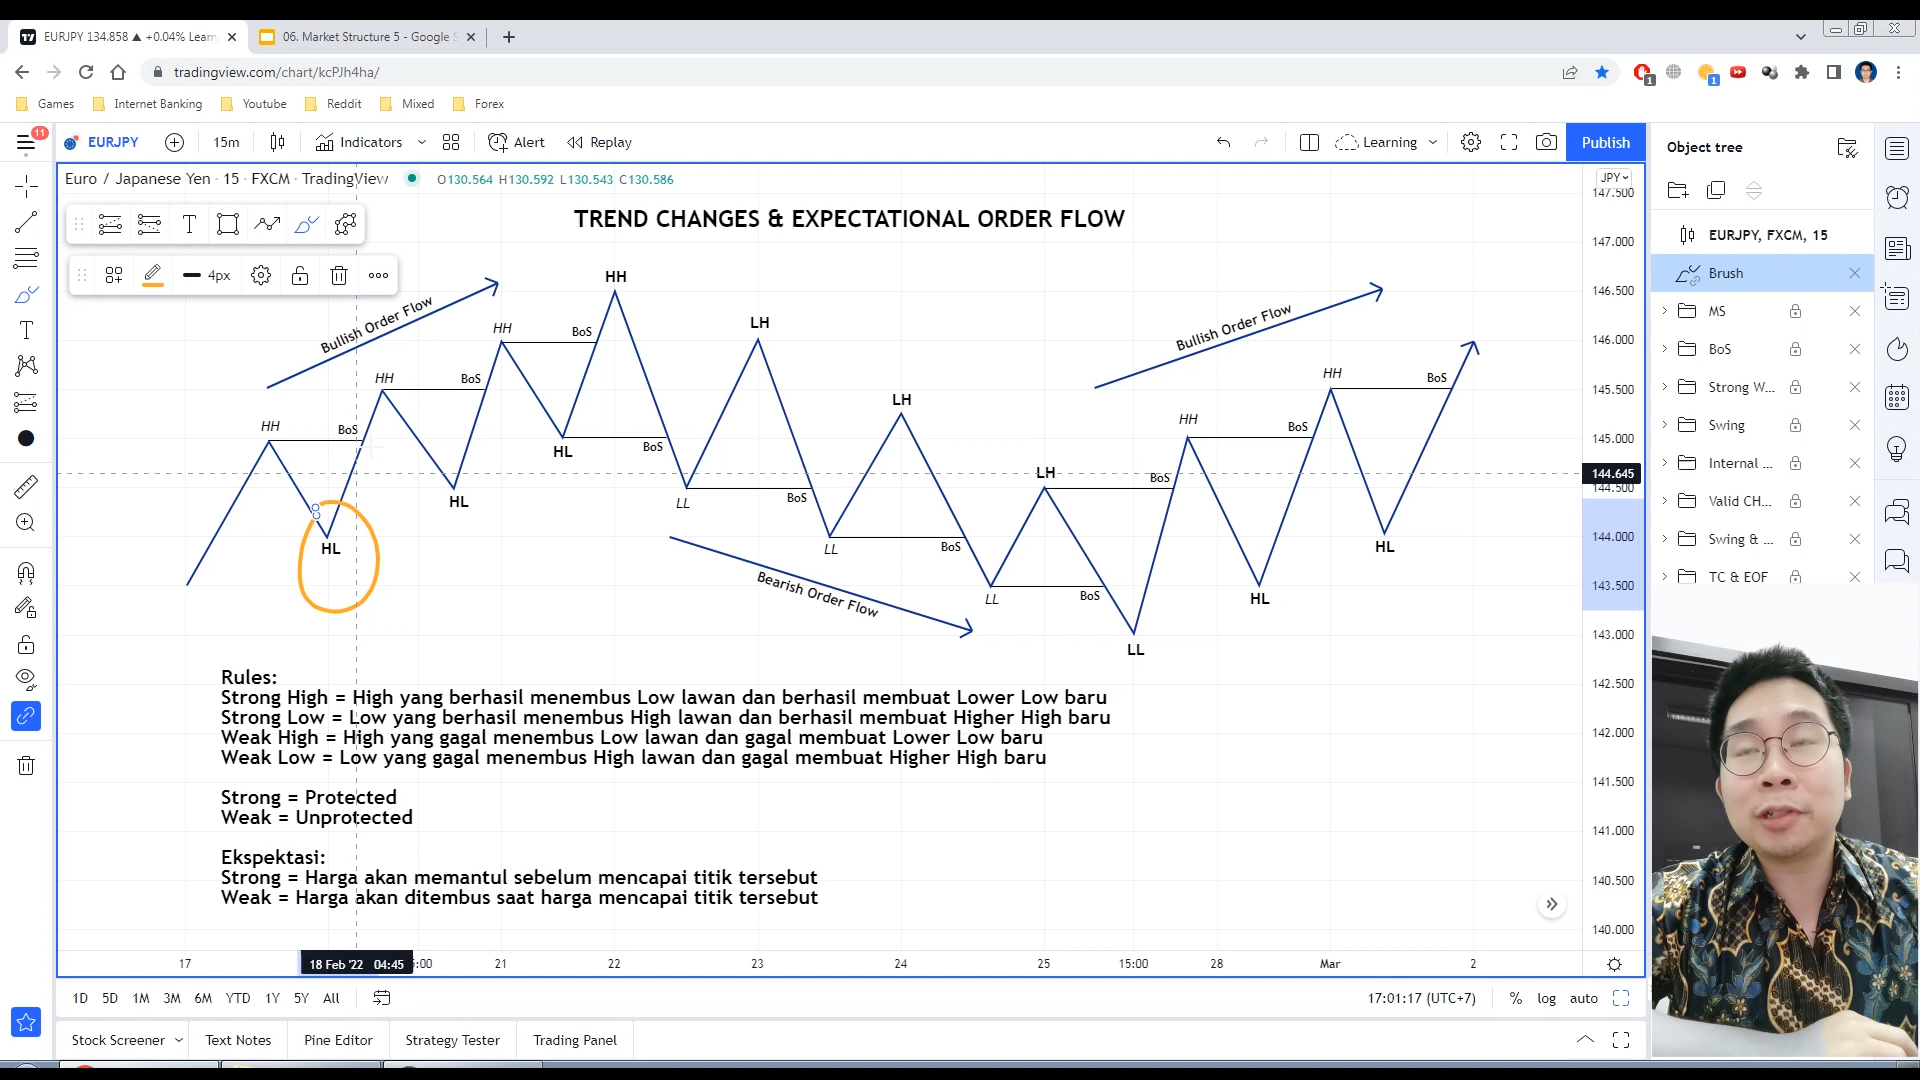 EURJPY 134.858 ▲ +0.04% Learn
06. Market Structure 5 - Google S
tradingview.com/chart/kcPJh4ha/
1
1
Games
Internet Banking
Youtube
Reddit
Mixed
Forex
11
EURJPY
15m
Indicators
Alert
Replay
Learning
Publish
Object tree
Euro / Japanese Yen · 15 · FXCM · TradingView
O130.564 H130.592 L130.543 C130.586
JPY
T
4px
TREND CHANGES & EXPECTATIONAL ORDER FLOW
EURJPY, FXCM, 15
Brush
MS
BoS
Strong W...
Swing
Internal ...
Valid CH...
Swing & ...
TC & EOF
147.500
147.000
146.500
146.000
145.500
145.000
144.645
144.500
144.000
143.500
143.000
142.500
142.000
141.500
141.000
140.500
140.000
Bullish Order Flow
HH
BoS
HL
HH
BoS
HL
HH
BoS
HL
HH
BoS
LL
LH
BoS
LL
LH
BoS
LL
LH
BoS
LL
Bearish Order Flow
BoS
HH
HL
BoS
HH
HL
BoS
Bullish Order Flow
Rules:
Strong High = High yang berhasil menembus Low lawan dan berhasil membuat Lower Low baru
Strong Low = Low yang berhasil menembus High lawan dan berhasil membuat Higher High baru
Weak High = High yang gagal menembus Low lawan dan gagal membuat Lower Low baru
Weak Low = Low yang gagal menembus High lawan dan gagal membuat Higher High baru
Strong = Protected
Weak = Unprotected
Ekspektasi:
Strong = Harga akan memantul sebelum mencapai titik tersebut
Weak = Harga akan ditembus saat harga mencapai titik tersebut
17
18 Feb '22 04:45
:00
21
22
23
24
25
15:00
28
Mar
2
1D 5D 1M 3M 6M YTD 1Y 5Y All
17:01:17 (UTC+7)
%
log
auto
Stock Screener
Text Notes
Pine Editor
Strategy Tester
Trading Panel